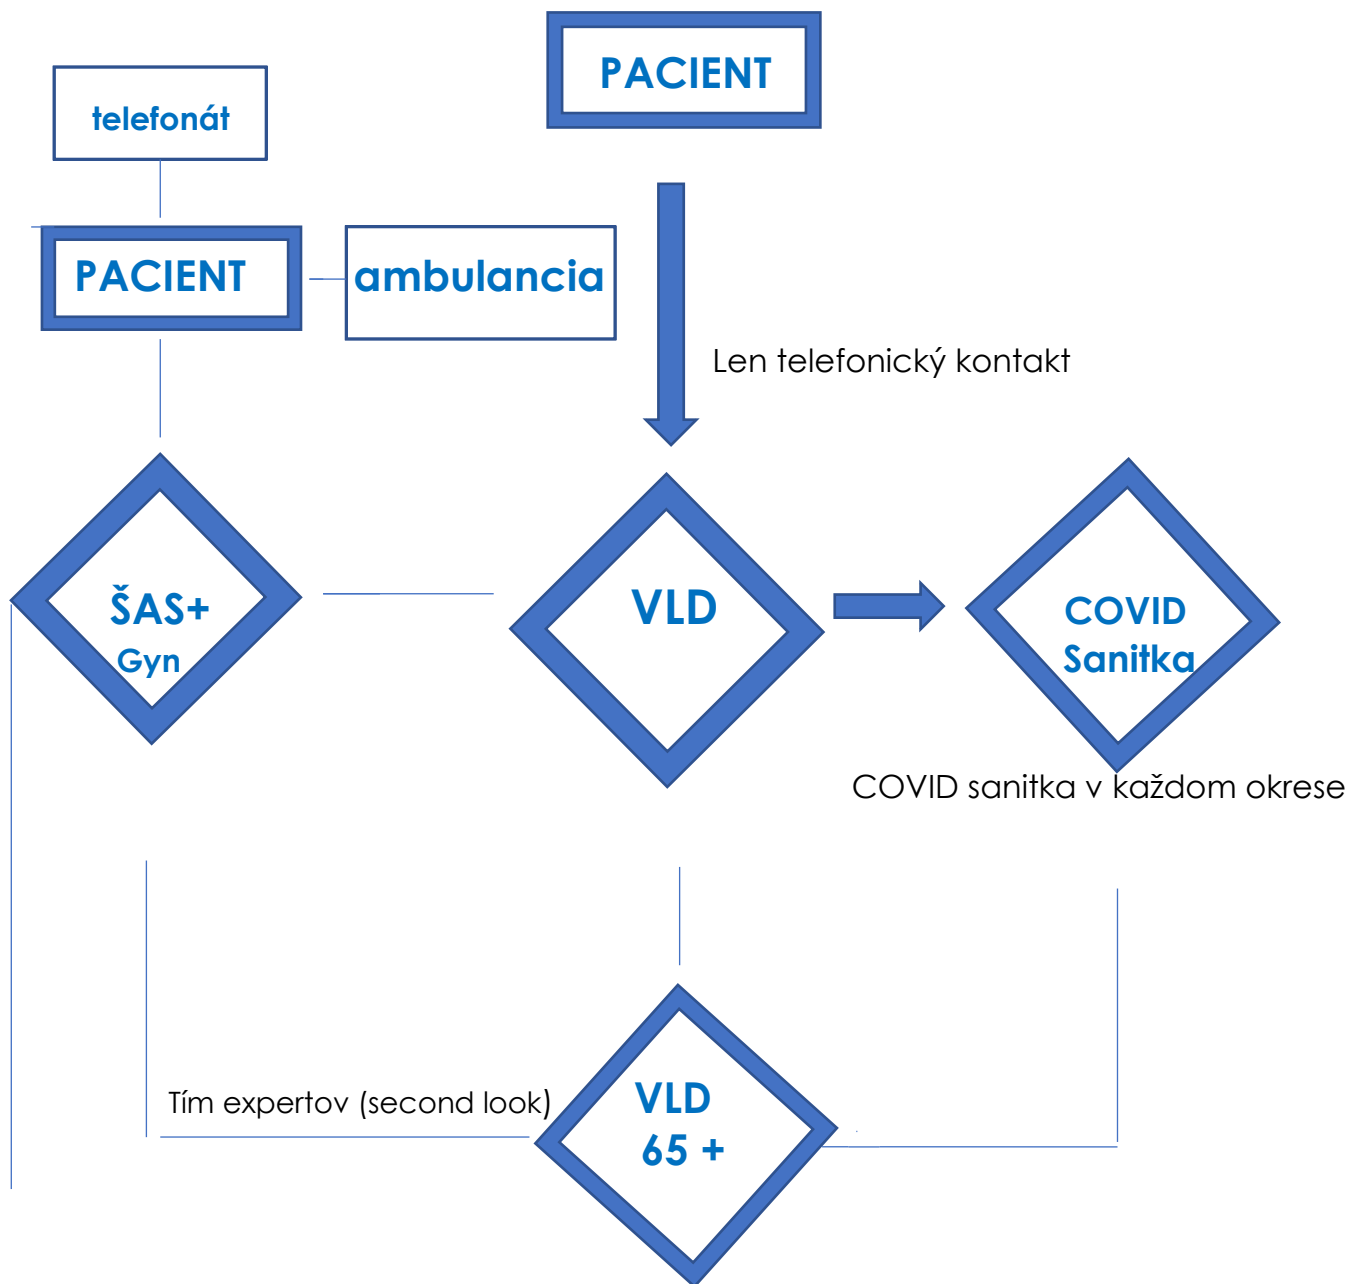 PACIENT
telefonát
PACIENT
ambulancia
Len telefonický kontakt
ŠAS+
Gyn
VLD
COVID
Sanitka
COVID sanitka v každom okrese
Tím expertov (second look)
VLD
65 +